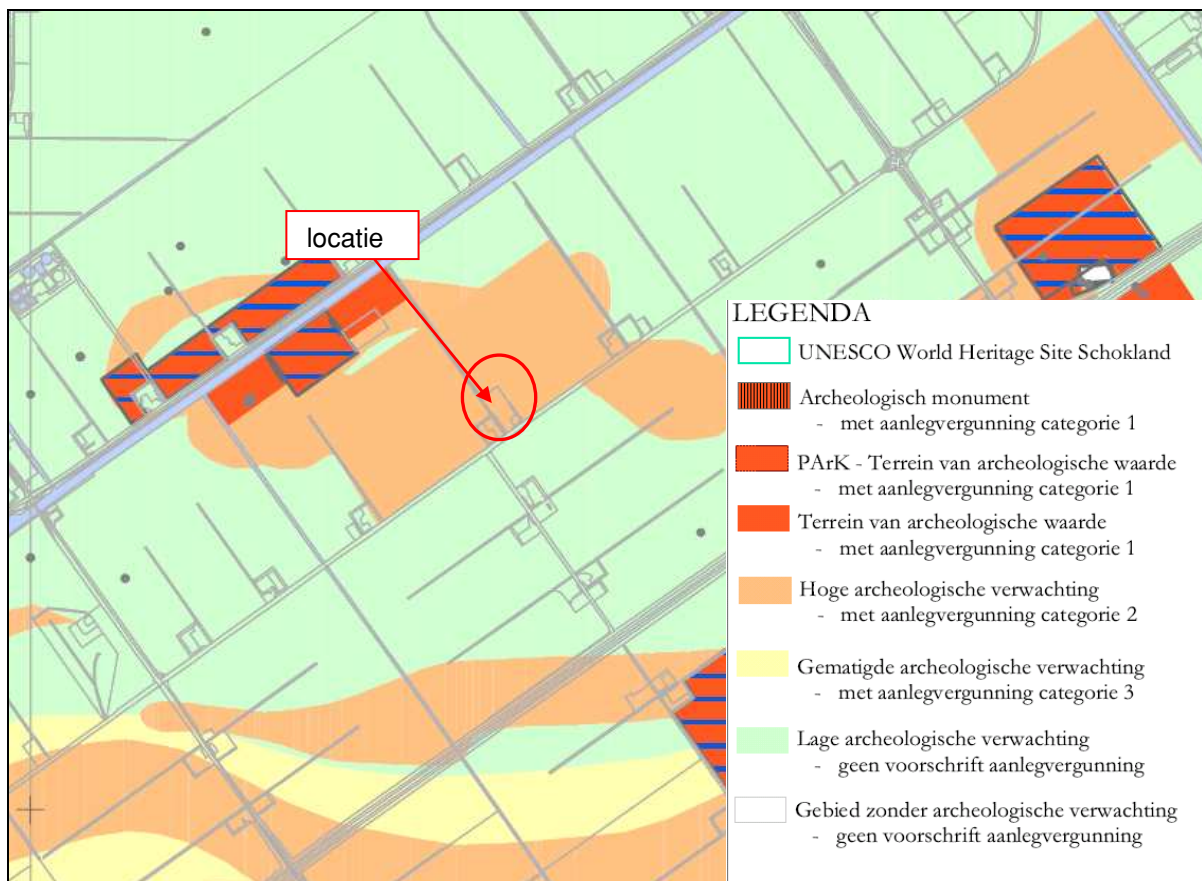 locatie
LEGENDA
UNESCO World Heritage Site Schokland
Archeologisch monument
- met aanlegvergunning categorie 1
PArK - Terrein van archeologische waarde
- met aanlegvergunning categorie 1
Terrein van archeologische waarde
- met aanlegvergunning categorie 1
Hoge archeologische verwachting
- met aanlegvergunning categorie 2
Gematigde archeologische verwachting
- met aanlegvergunning categorie 3
Lage archeologische verwachting
- geen voorschrift aanlegvergunning
Gebied zonder archeologische verwachting
- geen voorschrift aanlegvergunning